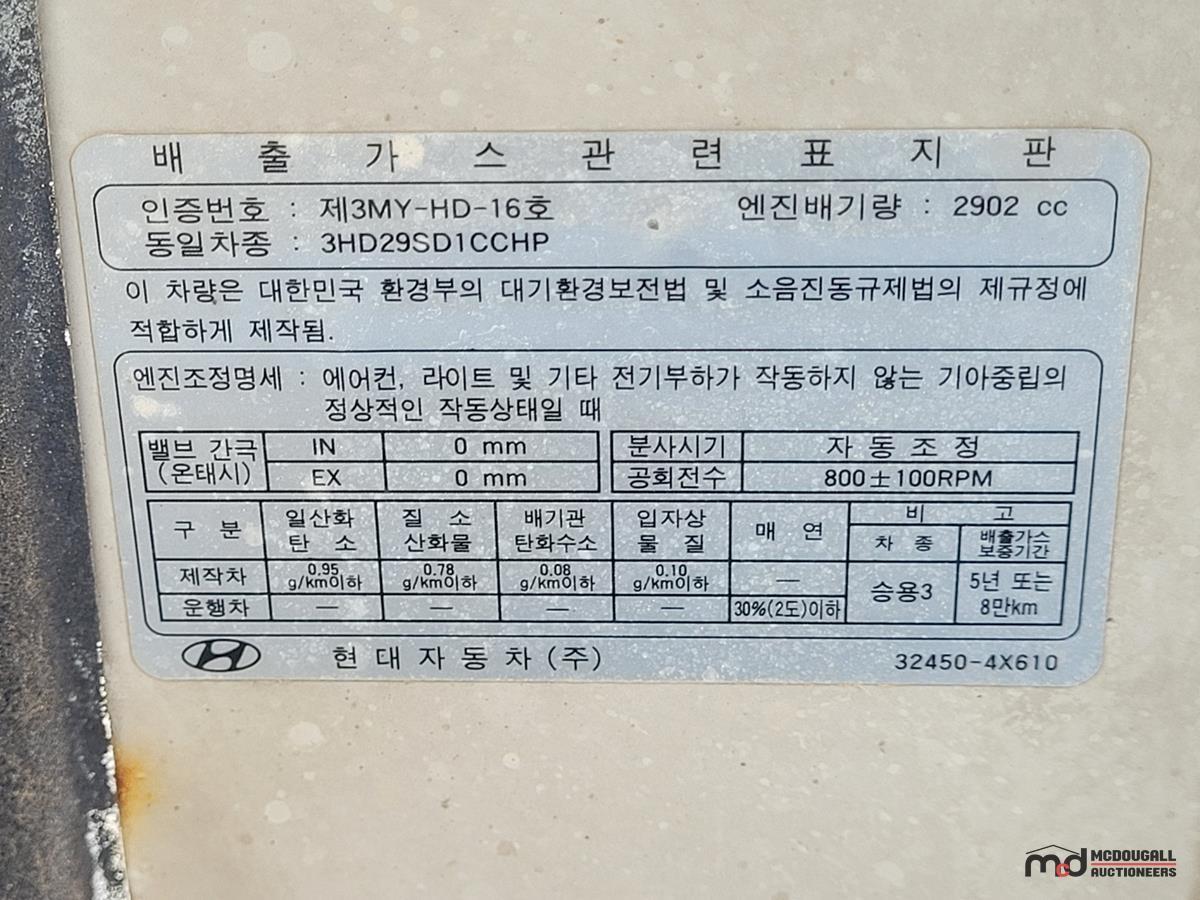 배 출 가 스 관 련 표 지 판
인증번호 : 제3MY-HD-16호 엔진배기량 : 2902 cc
동일차종 : 3HD29SD1CCHP
이 차량은 대한민국 환경부의 대기환경보전법 및 소음진동규제법의 제규정에
적합하게 제작됨.
엔진조정명세 : 에어컨, 라이트 및 기타 전기부하가 작동하지 않는 기아중립의
정상적인 작동상태일 때
밸브 간극 (온태시) IN 0 mm 분사시기 자 동 조 정
EX 0 mm 공회전수 800±100RPM
구 분 일산화 탄 소 질 소 산화물 배기관 탄화수소 입자상 물 질 매 연 비 고
차 종 배출가스 보증기간
제작차 0.95 g/km이하 0.78 g/km이하 0.08 g/km이하 0.10 g/km이하 — 승용3 5년 또는 8만km
운행차 — — — — 30%(2도)이하
현 대 자 동 차 (주) 32450-4X610
mcd MCDOUGALL
AUCTIONEERS